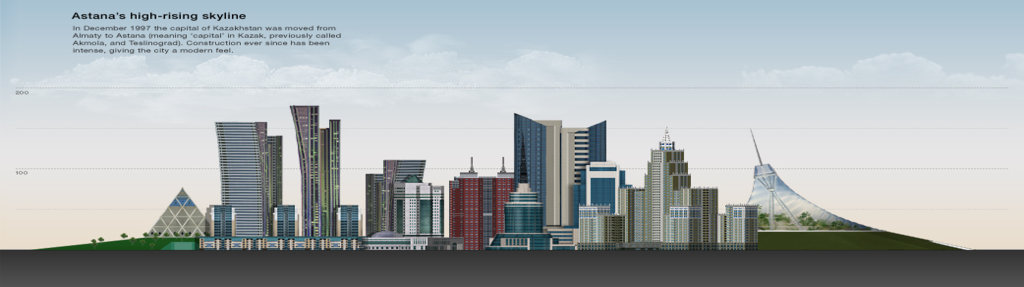 Astana's high-rising skyline
In December 1997 the capital of Kazakhstan was moved from
Almaty to Astana (meaning 'capital' in Kazak, previously called
Akmola, and Teslinograd). Construction ever since has been
intense, giving the city a modern feel.
200
100